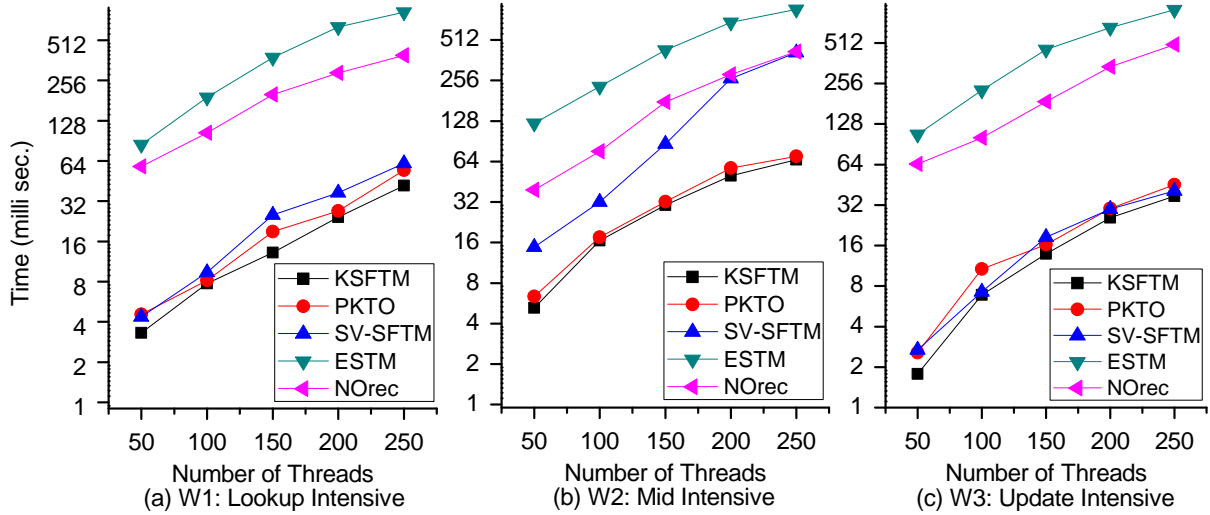 Time (milli sec.)
512
256
128
64
32
16
8
4
2
1
KSFTM
PKTO
SV-SFTM
ESTM
NOrec
50 100 150 200 250
Number of Threads
(a) W1: Lookup Intensive
512
256
128
64
32
16
8
4
2
1
KSFTM
PKTO
SV-SFTM
ESTM
NOrec
50 100 150 200 250
Number of Threads
(b) W2: Mid Intensive
512
256
128
64
32
16
8
4
2
1
KSFTM
PKTO
SV-SFTM
ESTM
NOrec
50 100 150 200 250
Number of Threads
(c) W3: Update Intensive